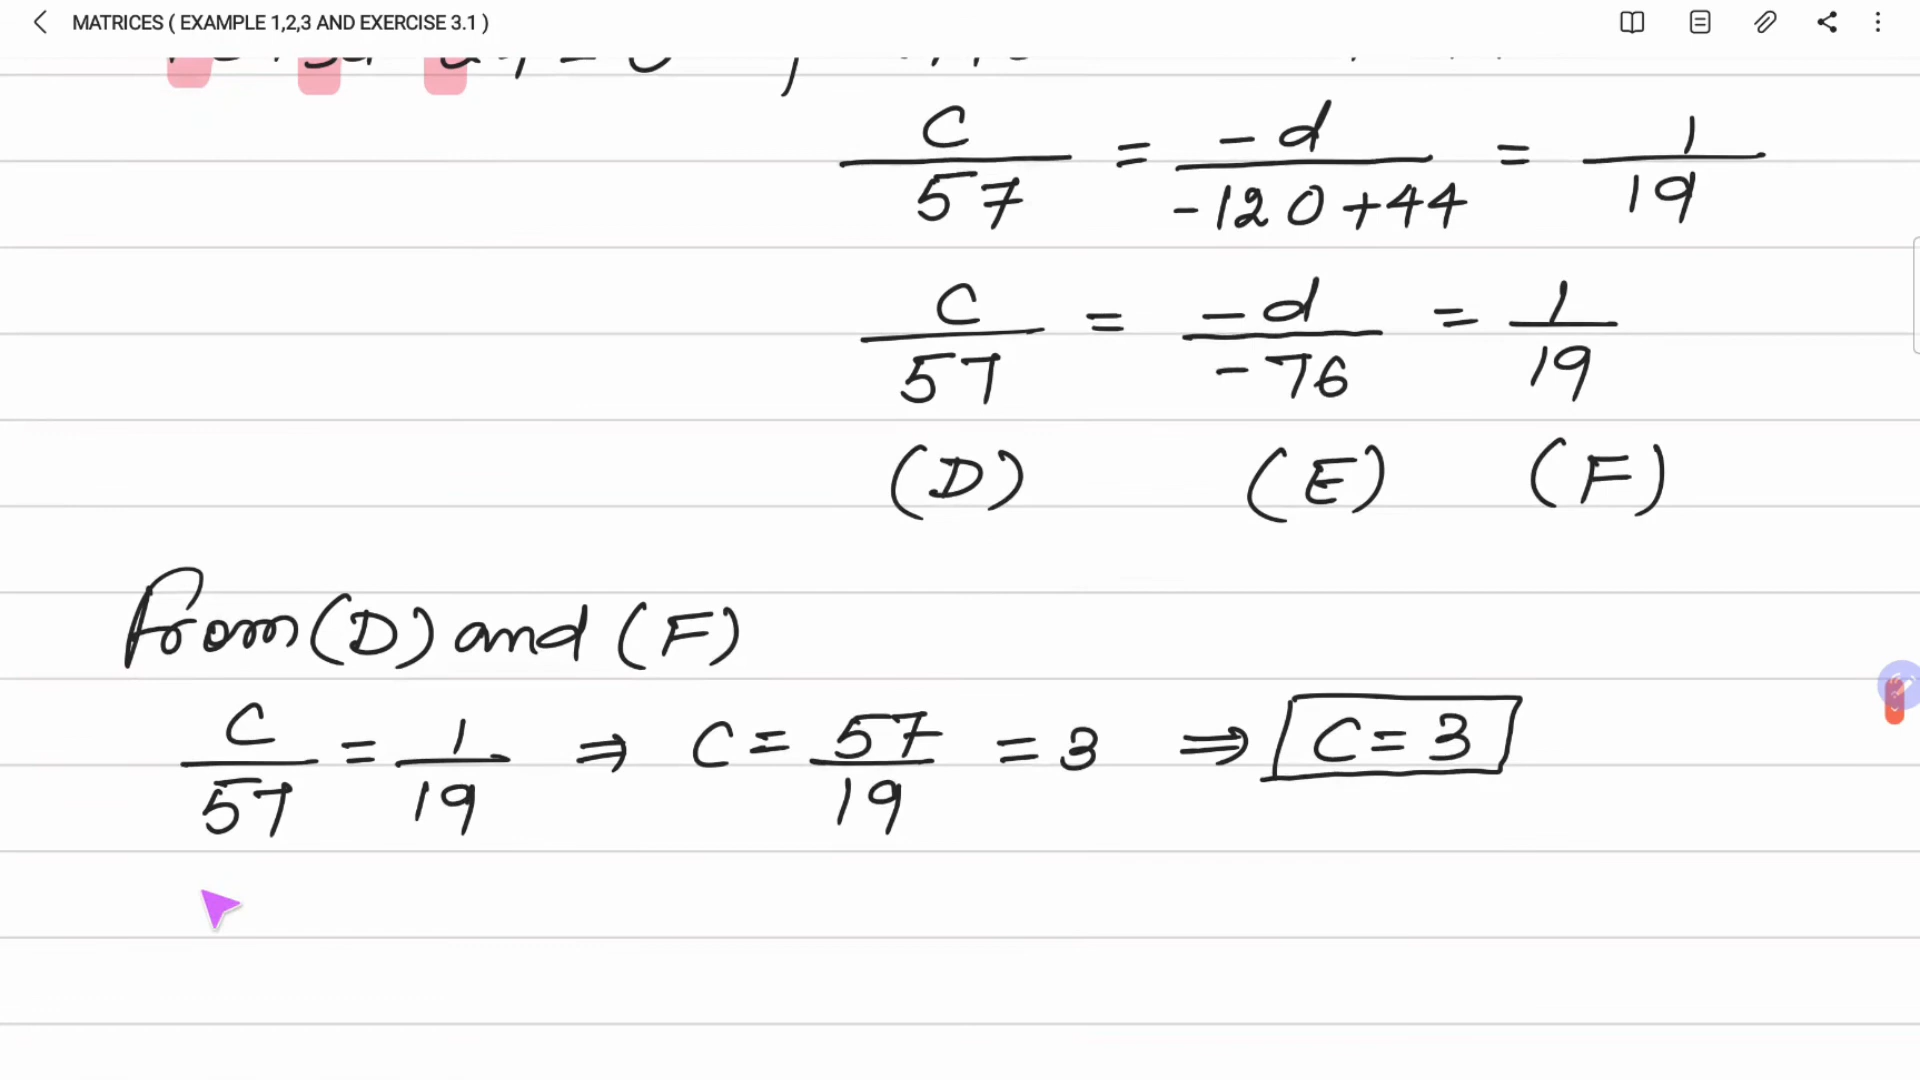 MATRICES ( EXAMPLE 1,2,3 AND EXERCISE 3.1 )
C/57 = -d/-120+44 = 1/19
C/57 = -d/-76 = 1/19
(D) (E) (F)
from (D) and (F)
C/57 = 1/19 ⇒ C = 57/19 = 3 ⇒ C = 3